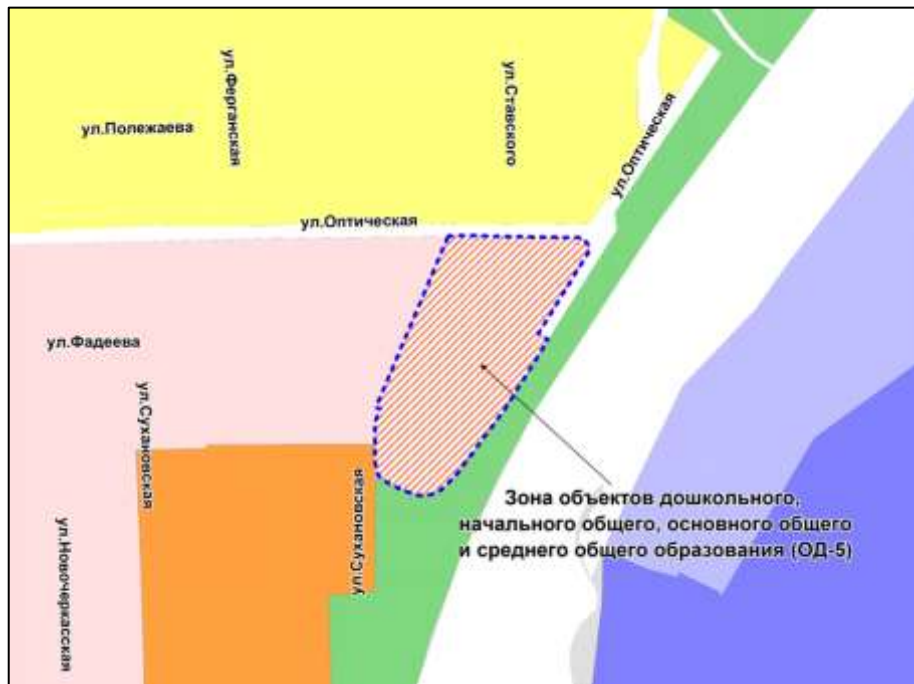 ул.Ферганская
ул.Ставского
ул.Полежаева
ул.Оптическая
ул.Оптическая
ул.Фадеева
ул.Сухановская
ул.Сухановская
ул.Новочеркасская
Зона объектов дошкольного,
начального общего, основного общего
и среднего общего образования (ОД-5)